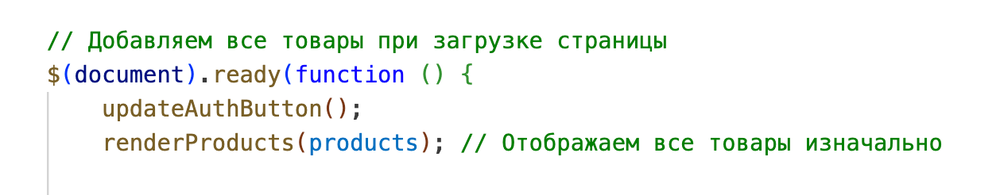 // Добавляем все товары при загрузке страницы
$(document).ready(function () {
    updateAuthButton();
    renderProducts(products); // Отображаем все товары изначально